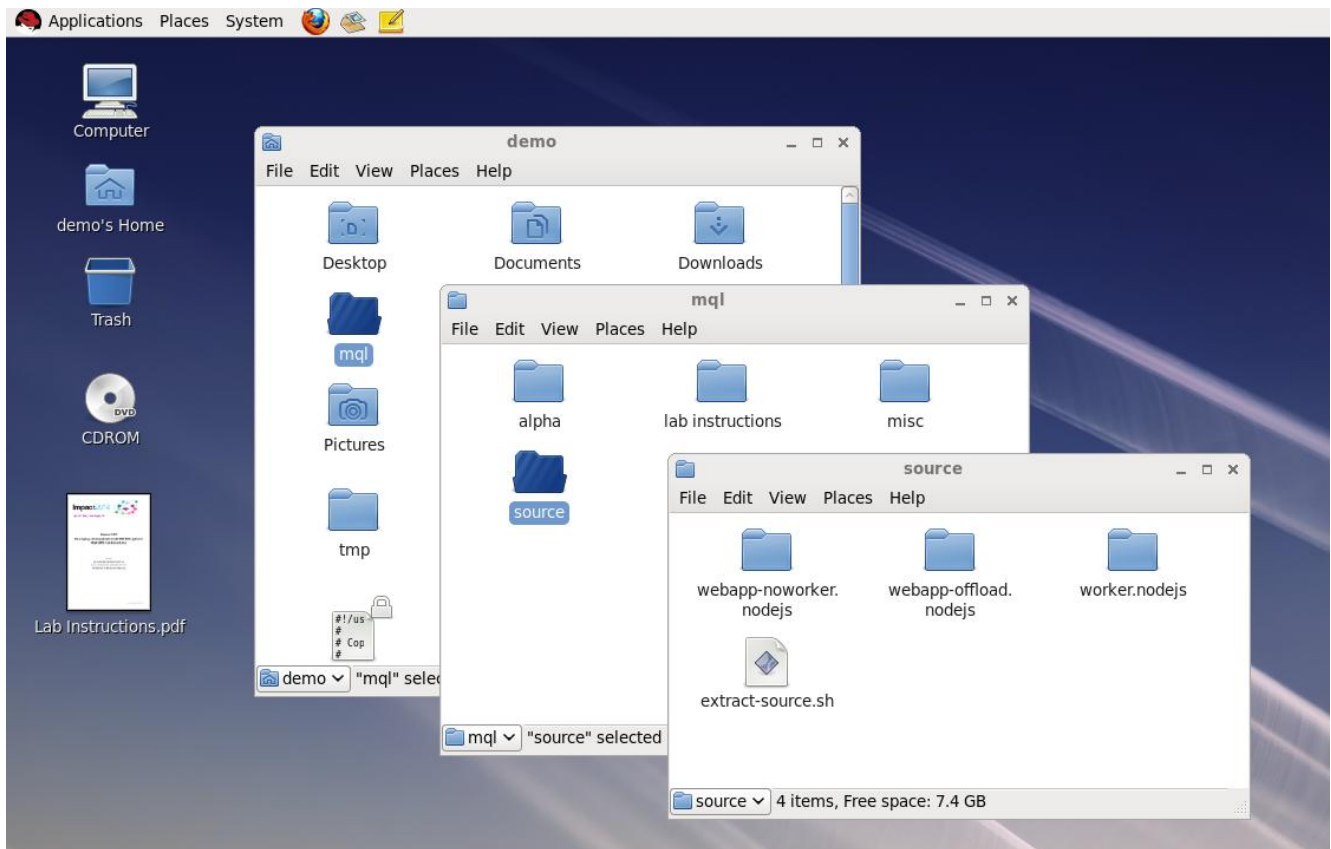 Applications Places System
Computer
demo's Home
Trash
CDROM
DVD
Lab Instructions.pdf
demo
File Edit View Places Help
Desktop
Documents
Downloads
mql
Pictures
tmp
#!/us
#
# Cop
#
demo "mql" selec
mql
File Edit View Places Help
alpha
lab instructions
misc
source
mql "source" selected
source
File Edit View Places Help
webapp-noworker.
nodejs
webapp-offload.
nodejs
worker.nodejs
extract-source.sh
source 4 items, Free space: 7.4 GB